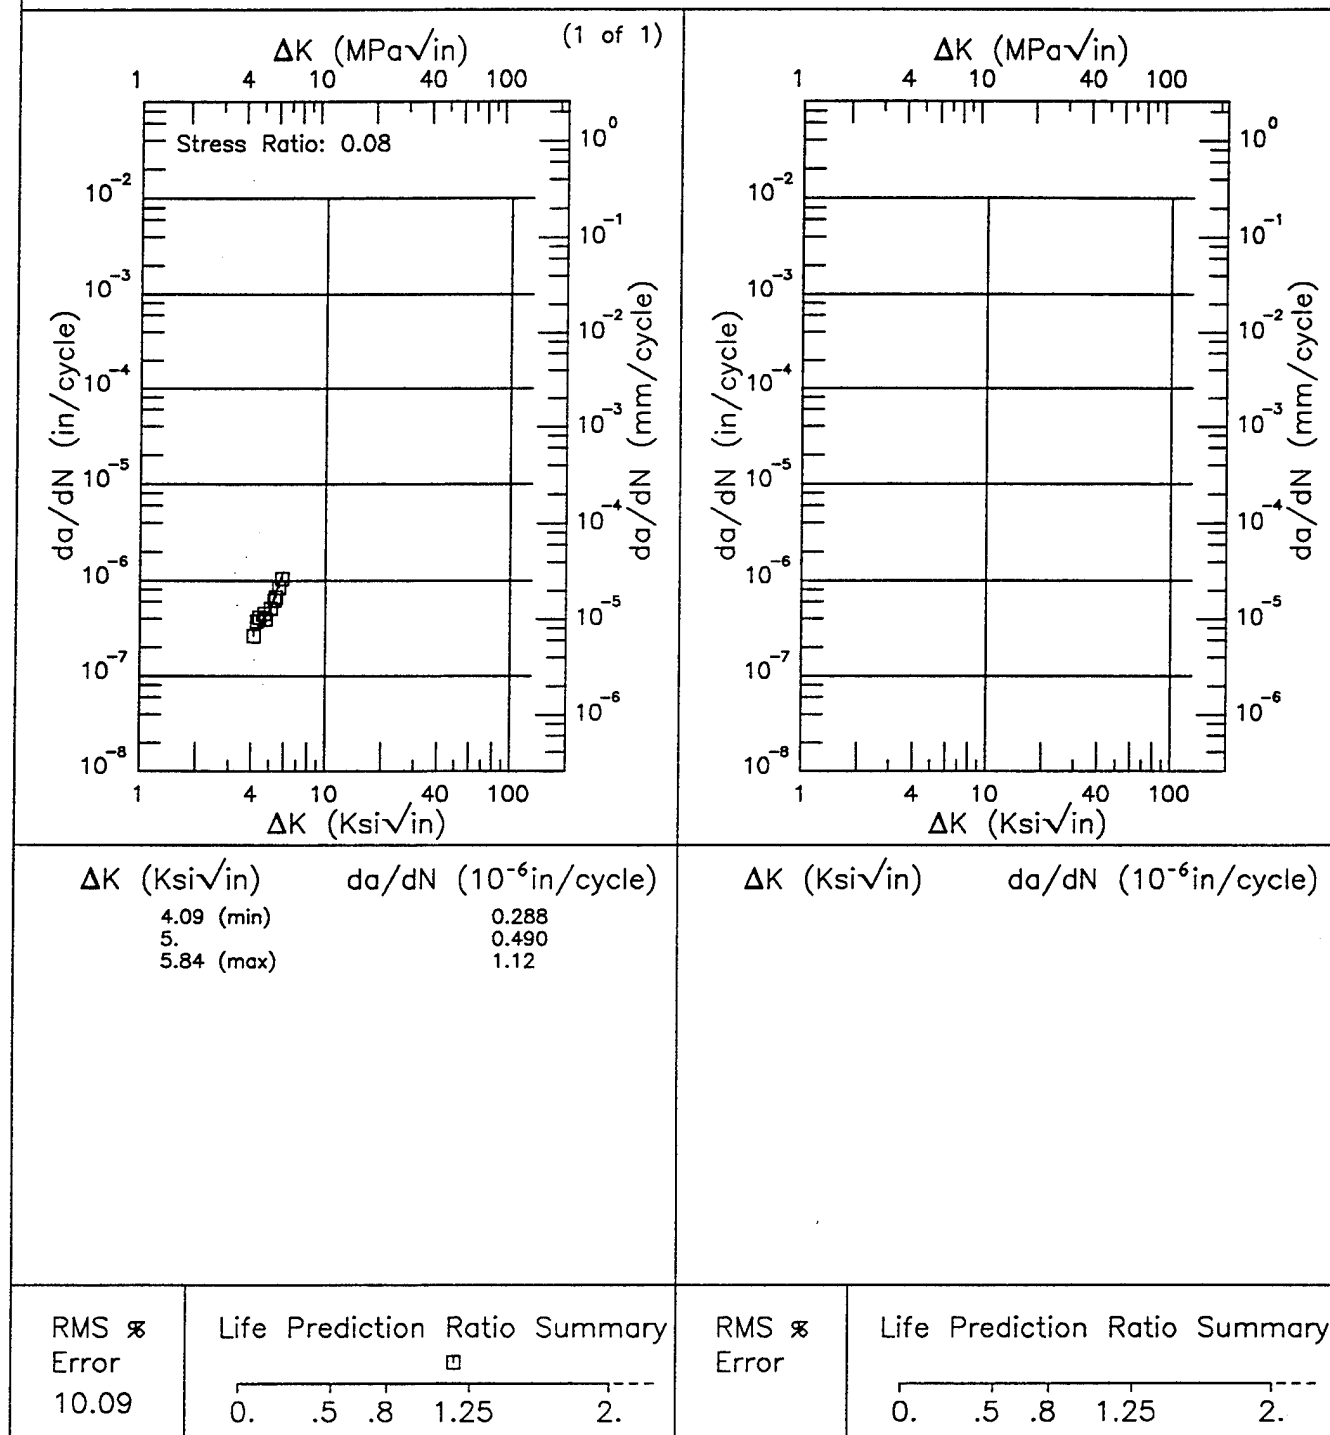 (1 of 1)
ΔK (MPa√in)
1 4 10 40 100
Stress Ratio: 0.08
10⁻²
10⁻³
10⁻⁴
10⁻⁵
10⁻⁶
10⁻⁷
10⁻⁸
da/dN (in/cycle)
10⁰
10⁻¹
10⁻²
10⁻³
10⁻⁴
10⁻⁵
10⁻⁶
da/dN (mm/cycle)
1 4 10 40 100
ΔK (Ksi√in)
ΔK (MPa√in)
1 4 10 40 100
10⁻²
10⁻³
10⁻⁴
10⁻⁵
10⁻⁶
10⁻⁷
10⁻⁸
da/dN (in/cycle)
10⁰
10⁻¹
10⁻²
10⁻³
10⁻⁴
10⁻⁵
10⁻⁶
da/dN (mm/cycle)
1 4 10 40 100
ΔK (Ksi√in)
ΔK (Ksi√in) da/dN (10⁻⁶in/cycle)
4.09 (min) 0.288
5. 0.490
5.84 (max) 1.12
ΔK (Ksi√in) da/dN (10⁻⁶in/cycle)
RMS %
Error
10.09
Life Prediction Ratio Summary
0. .5 .8 1.25 2.
RMS %
Error
Life Prediction Ratio Summary
0. .5 .8 1.25 2.